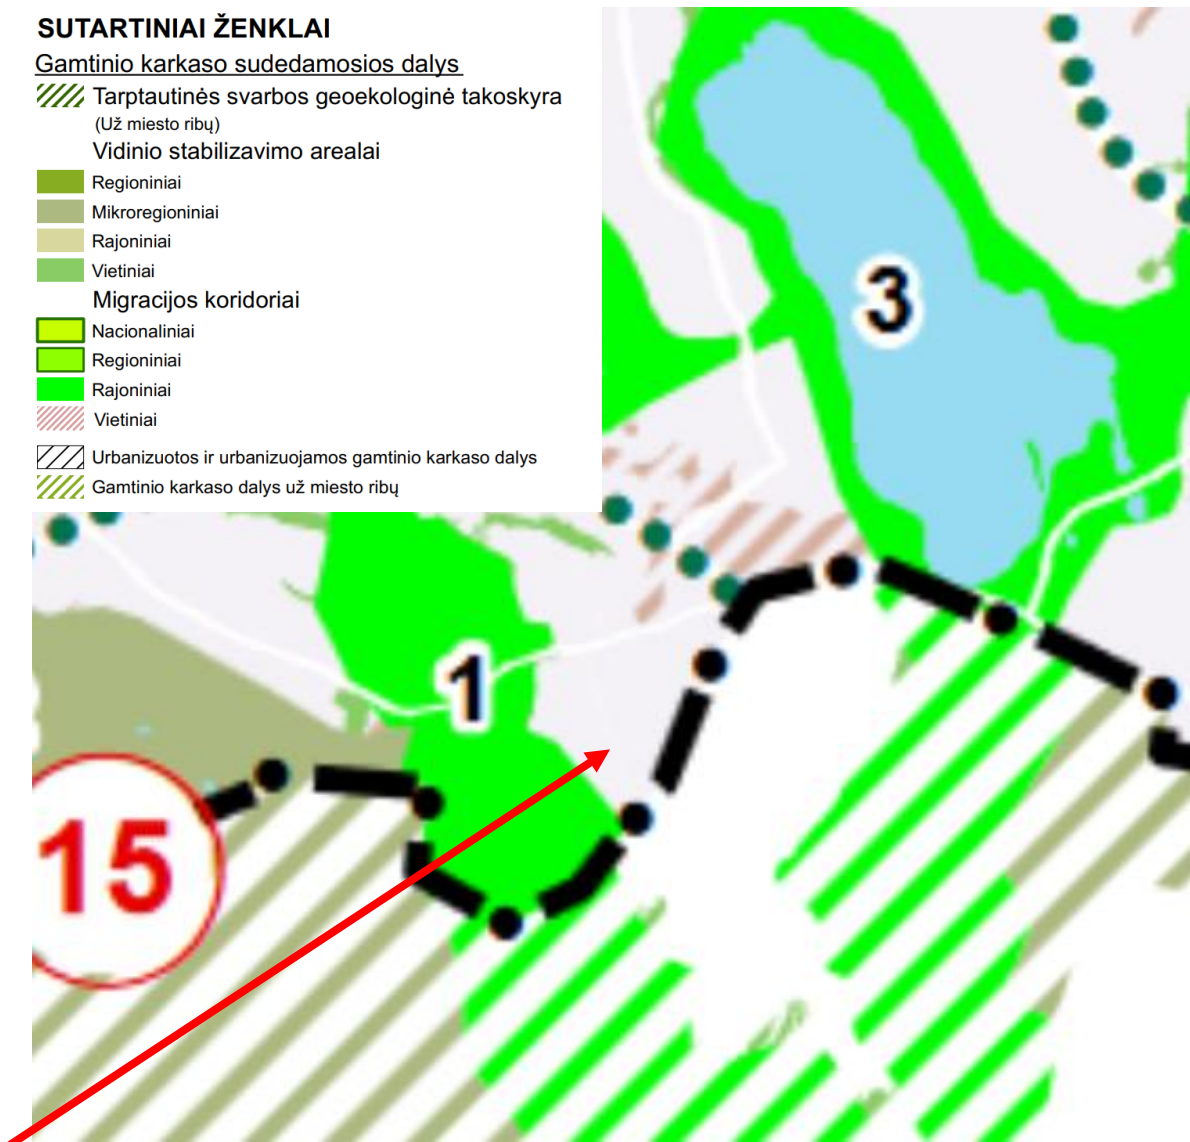 SUTARTINIAI ŽENKLAI
Gamtinio karkaso sudedamosios dalys
Tarptautinės svarbos geoekologinė takoskyra
(Už miesto ribų)
Vidinio stabilizavimo arealai
Regioniniai
Mikroregioniniai
Rajoniniai
Vietiniai
Migracijos koridoriai
Nacionaliniai
Regioniniai
Rajoniniai
Vietiniai
Urbanizuotos ir urbanizuojamos gamtinio karkaso dalys
Gamtinio karkaso dalys už miesto ribų
3
1
15